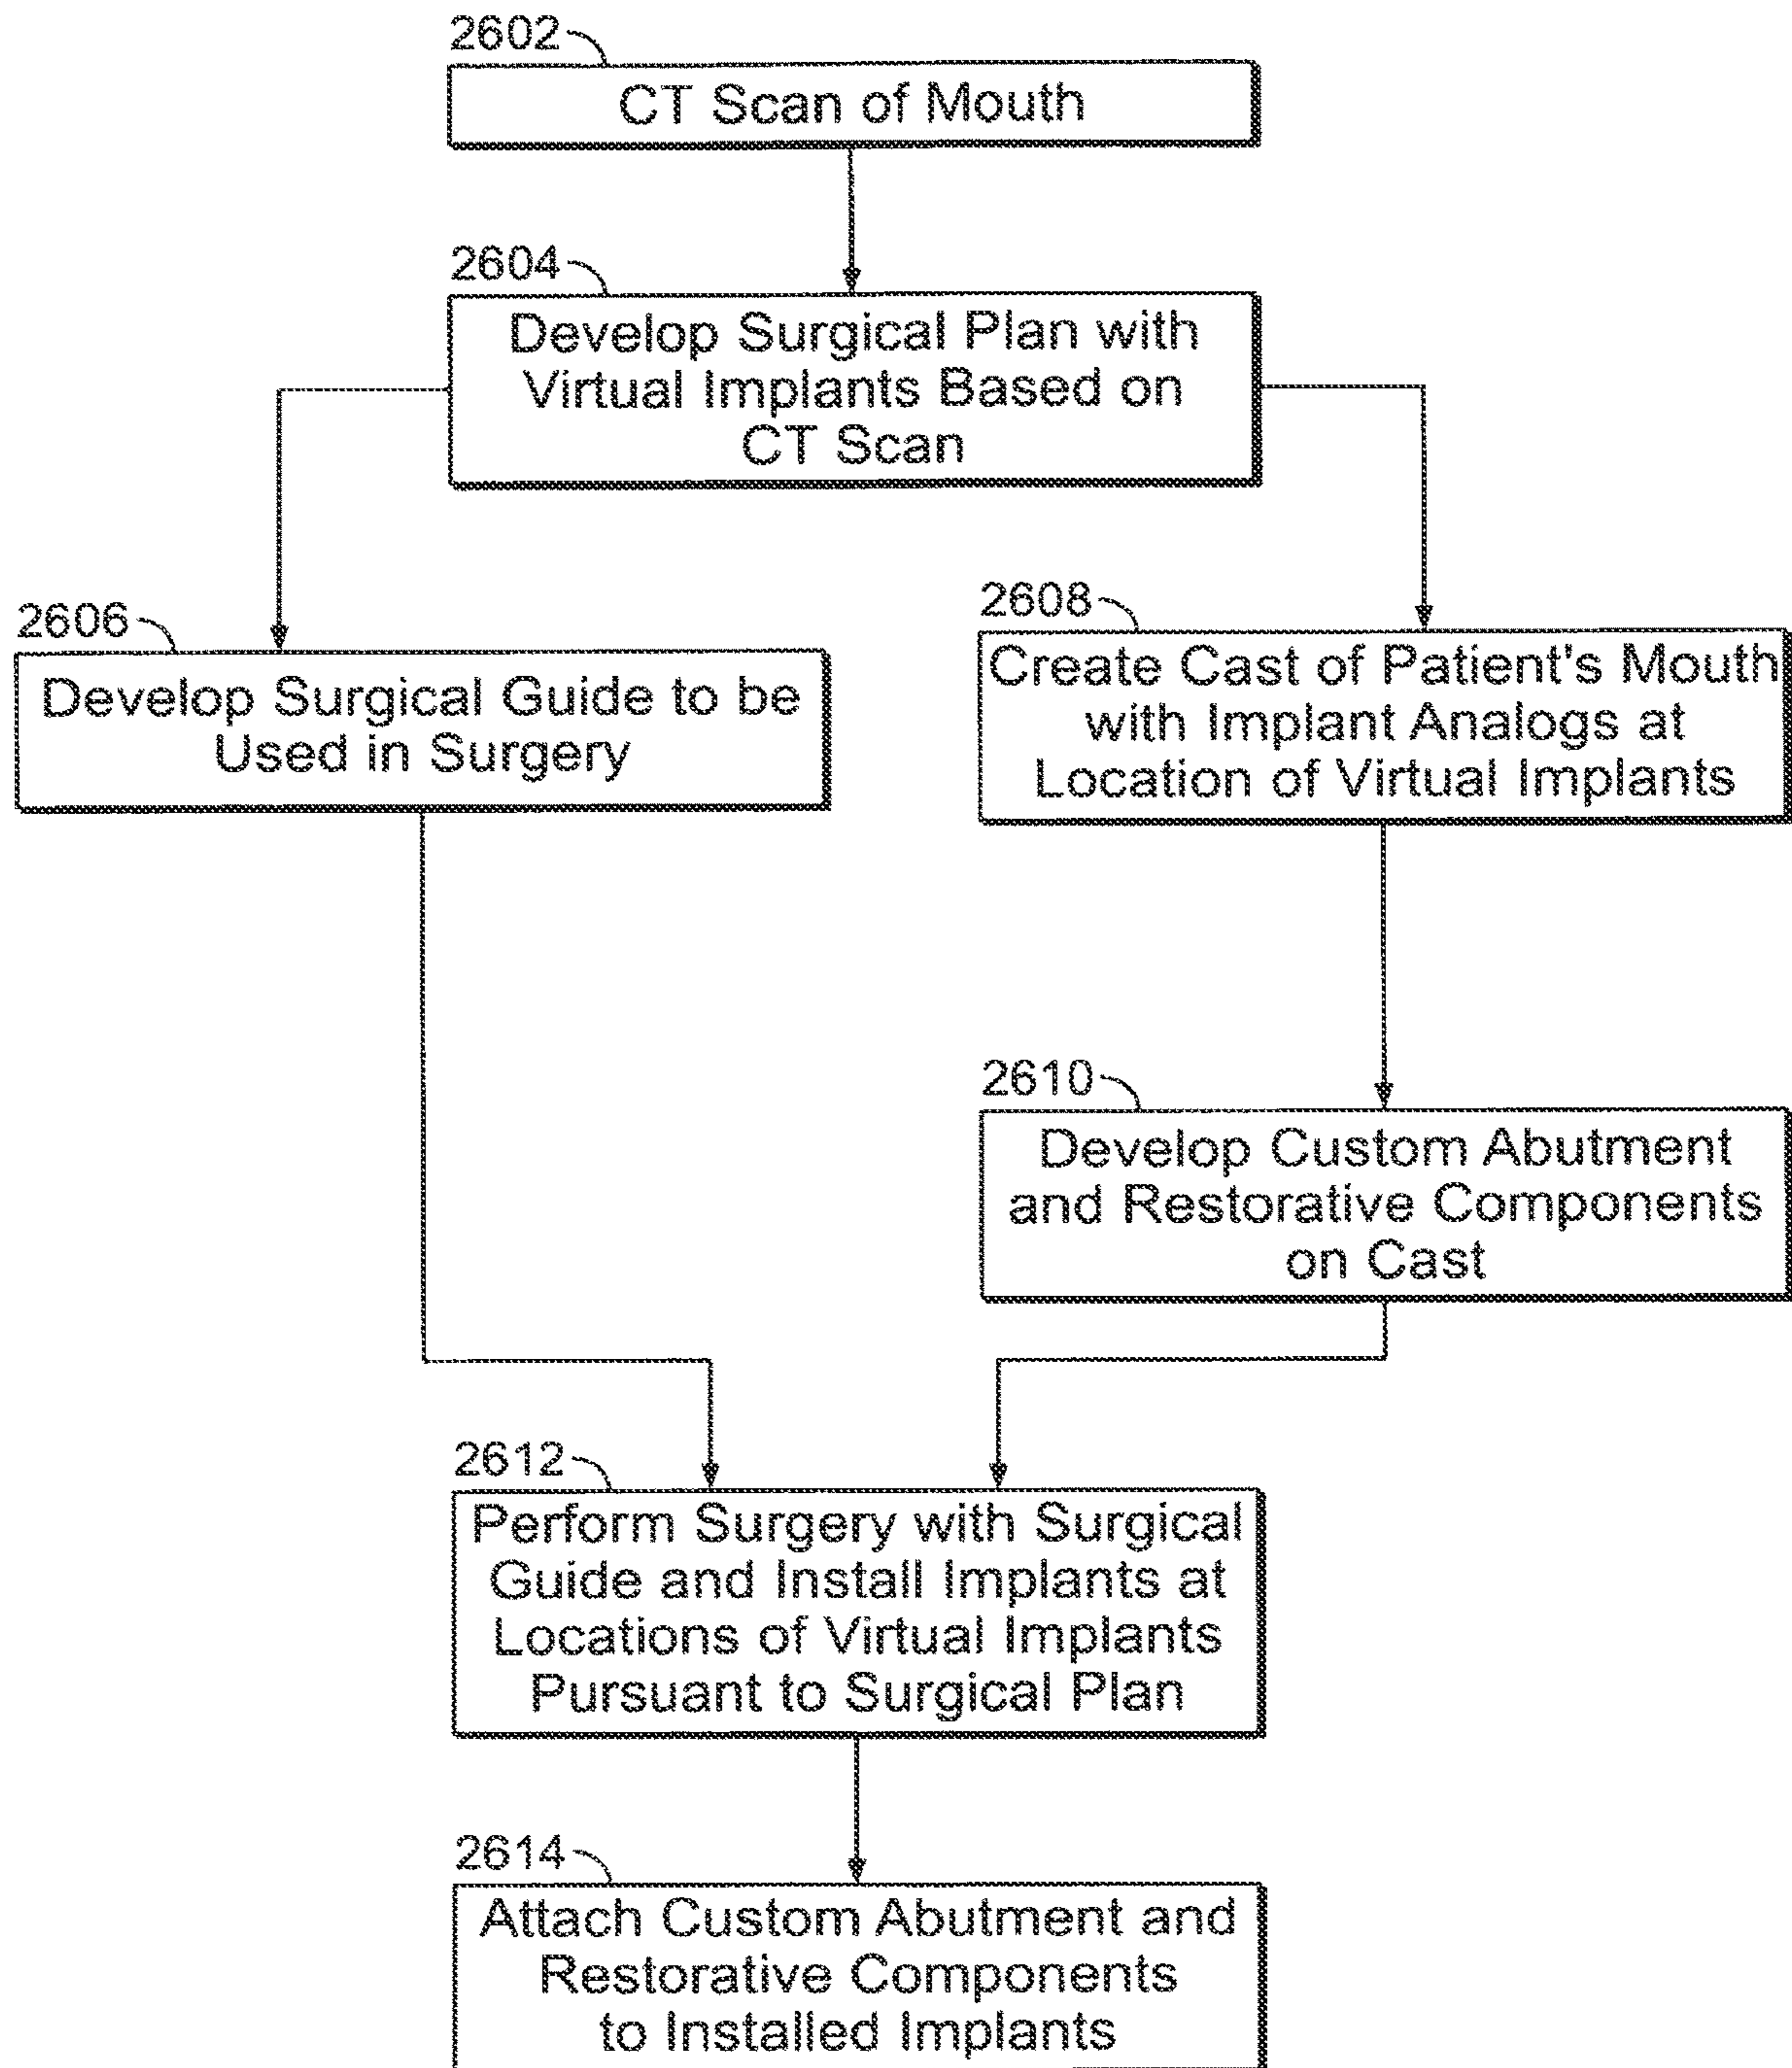 2602
CT Scan of Mouth
2604
Develop Surgical Plan with
Virtual Implants Based on
CT Scan
2606
Develop Surgical Guide to be
Used in Surgery
2608
Create Cast of Patient's Mouth
with Implant Analogs at
Location of Virtual Implants
2610
Develop Custom Abutment
and Restorative Components
on Cast
2612
Perform Surgery with Surgical
Guide and Install Implants at
Locations of Virtual Implants
Pursuant to Surgical Plan
2614
Attach Custom Abutment and
Restorative Components
to Installed Implants